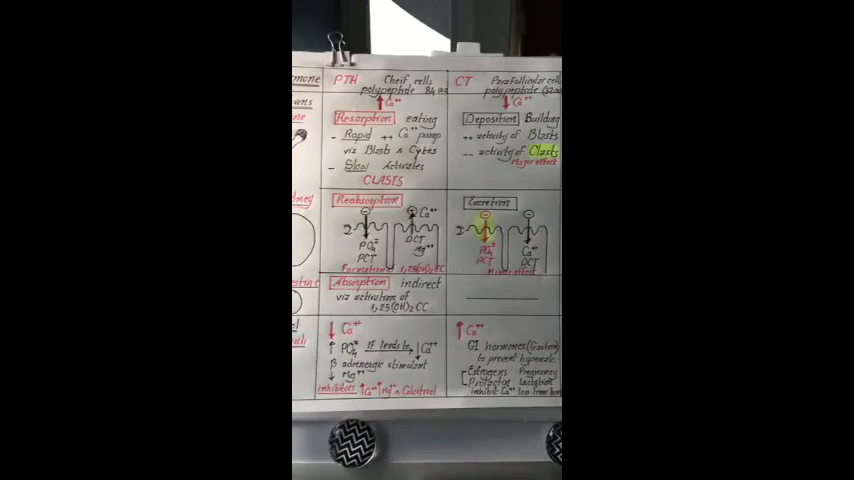 PTH Cheif cells
polypeptide 84 aa
↑ Ca++
Resorption eating
- Rapid ++ Ca++ pump
via Blasts & Cytes
- Slow Activates
CLASTS
CT Parafollicular cell
polypeptide 32 aa
↓ Ca++
Deposition Building
++ activity of Blasts
-- activity of Clasts
Major effect
Reabsorption
Ca++
PO4
PCT
DCT
Mg++
Formation of 1,25(OH)2 CC
Excretion
PO4
PCT
Ca++
DCT
Minor effect
Absorption indirect
via activation of
1,25(OH)2 CC
↓ Ca++
↑ PO4 If leads to ↓ Ca++
β adrenergic stimulant
↓ Mg++
inhibitors ↑Ca++ ↑Mg++ & Calcitriol
↑ Ca++
GI hormones (Gastrin)
to prevent hypercalc
Estrogens Pregnancy
Prolactin lactation
inhibit Ca++ loss from bon